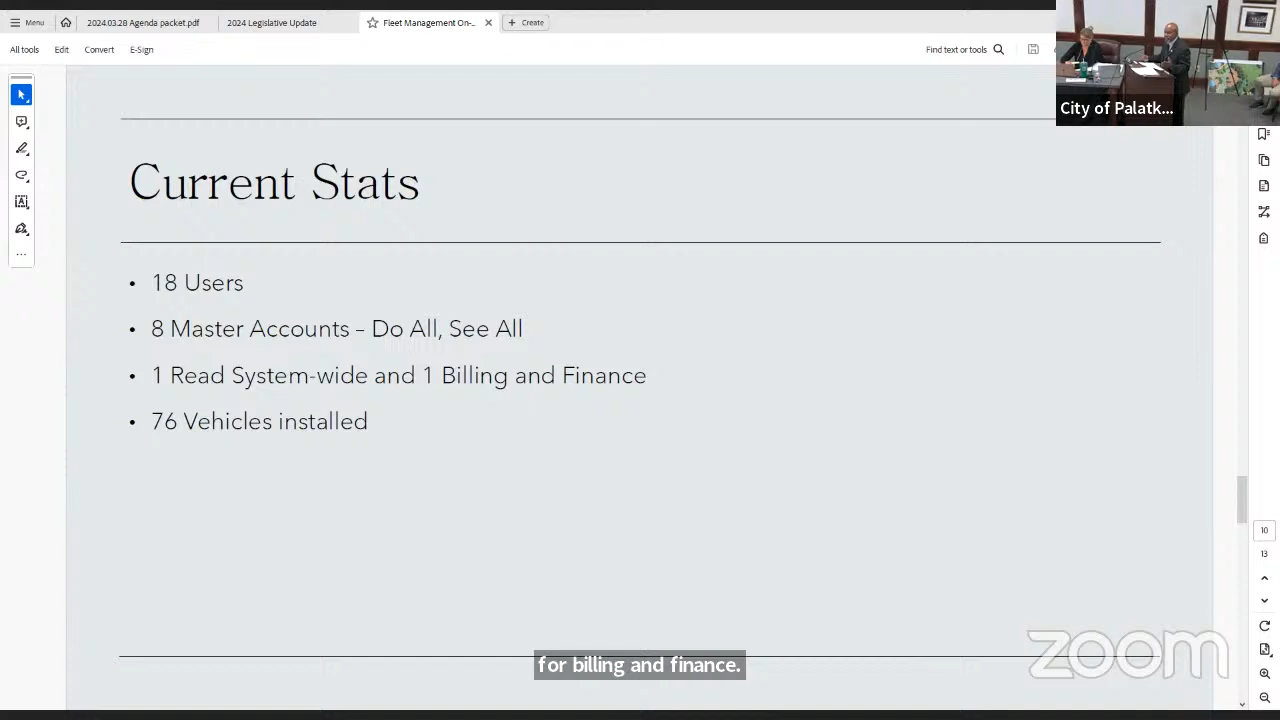 Menu
2024.03.28 Agenda packet.pdf
2024 Legislative Update
Fleet Management On-...
Create
All tools
Edit
Convert
E-Sign
Find text or tools
City of Palatk...
Current Stats
• 18 Users
• 8 Master Accounts – Do All, See All
• 1 Read System-wide and 1 Billing and Finance
• 76 Vehicles installed
10
13
for billing and finance.
zoom